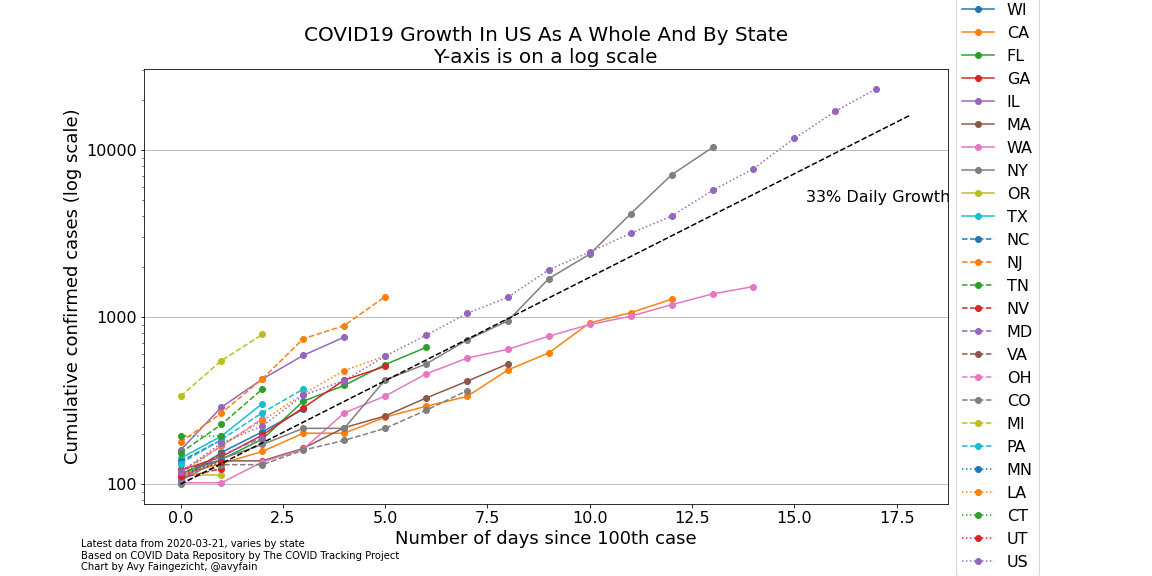 COVID19 Growth In US As A Whole And By State
Y-axis is on a log scale
Cumulative confirmed cases (log scale)
10000
1000
100
33% Daily Growth
0.0 2.5 5.0 7.5 10.0 12.5 15.0 17.5
Number of days since 100th case
Latest data from 2020-03-21, varies by state
Based on COVID Data Repository by The COVID Tracking Project
Chart by Avy Faingezicht, @avyfain
WI
CA
FL
GA
IL
MA
WA
NY
OR
TX
NC
NJ
TN
NV
MD
VA
OH
CO
MI
PA
MN
LA
CT
UT
US